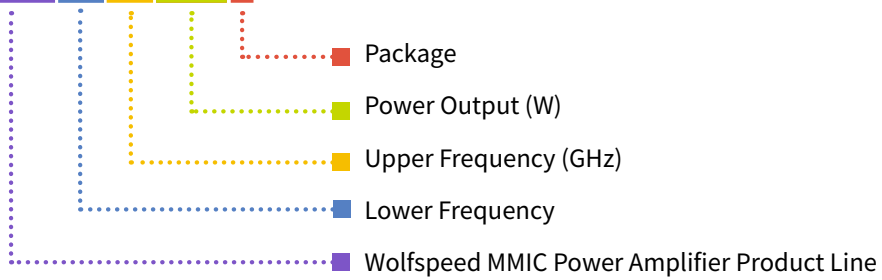 Package
Power Output (W)
Upper Frequency (GHz)
Lower Frequency
Wolfspeed MMIC Power Amplifier Product Line